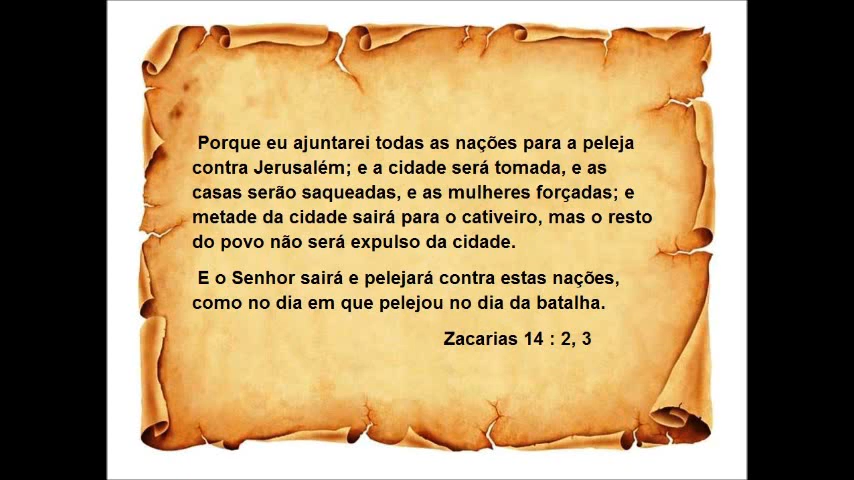 Porque eu ajuntarei todas as nações para a peleja
contra Jerusalém; e a cidade será tomada, e as
casas serão saqueadas, e as mulheres forçadas; e
metade da cidade sairá para o cativeiro, mas o resto
do povo não será expulso da cidade.
E o Senhor sairá e pelejará contra estas nações,
como no dia em que pelejou no dia da batalha.
Zacarias 14 : 2, 3